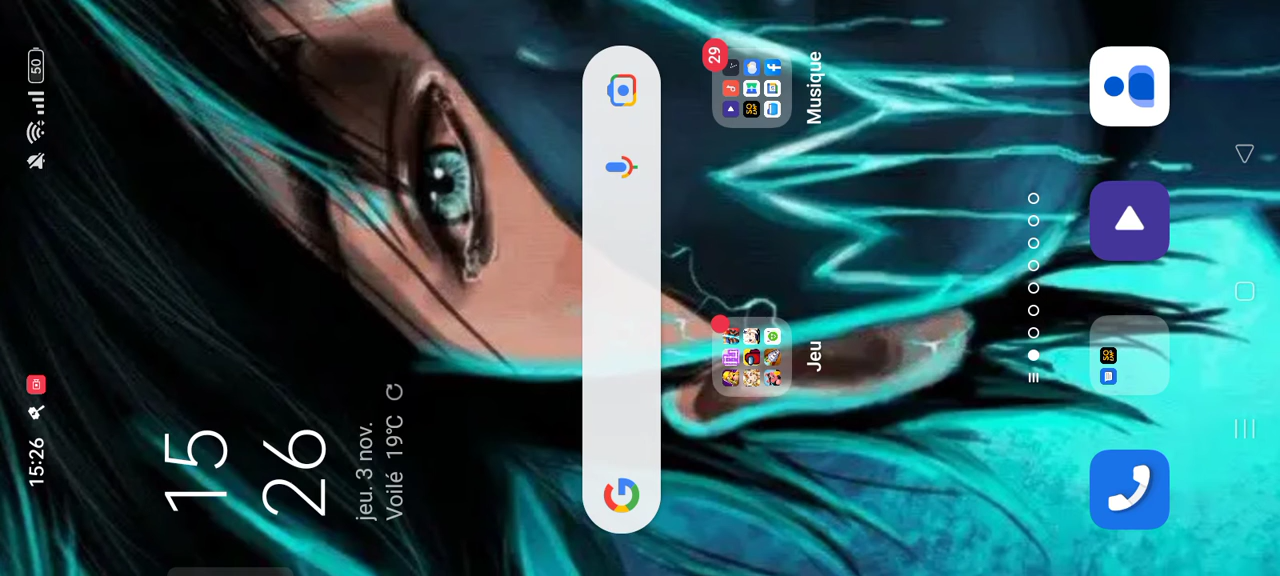 15:26
50
15
26
jeu. 3 nov.
Voilé 19°C
Jeu
29
Musique